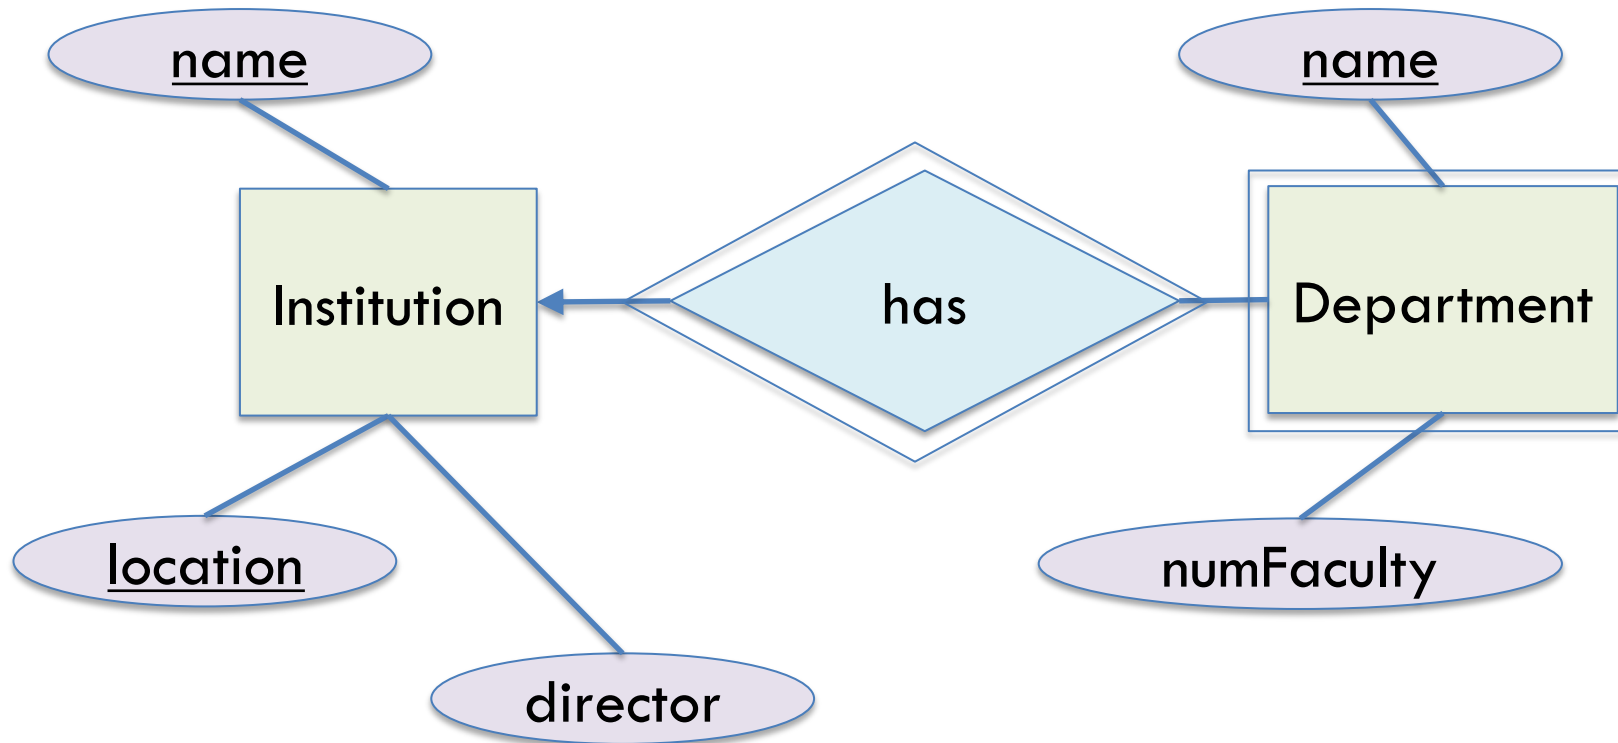 name
name
Institution
has
Department
location
numFaculty
director